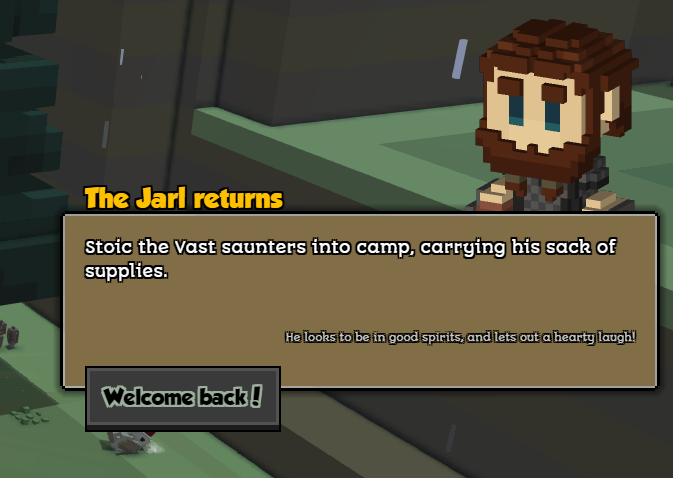 The Jarl returns
Stoic the Vast saunters into camp, carrying his sack of
supplies.
He looks to be in good spirits, and lets out a hearty laugh!
Welcome back!